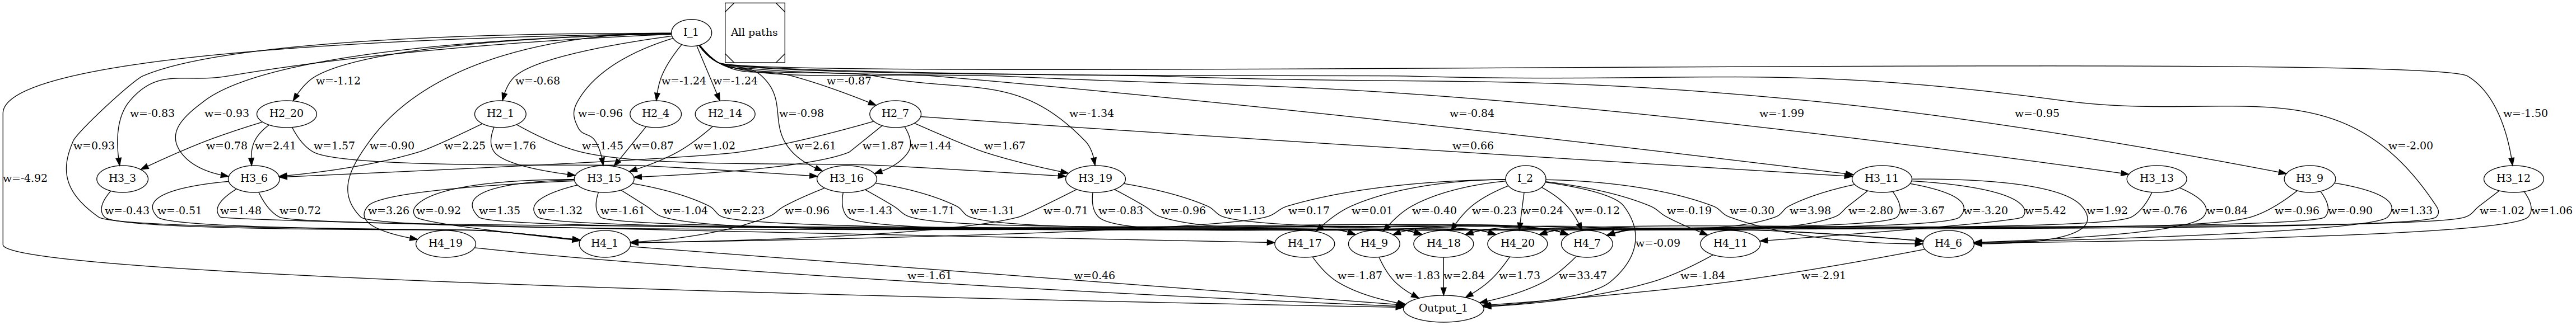 I_1
All paths
w=-1.12
w=-0.68
w=-1.24
w=-1.24
w=-0.87
w=-0.83
w=-0.93
H2_20
H2_1
w=-0.96
H2_4
H2_14
w=-0.98
H2_7
w=-1.34
w=-0.84
w=-1.99
w=-0.95
w=-1.50
w=0.93
w=0.78
w=2.41
w=1.57
w=-0.90
w=2.25
w=1.76
w=1.45
w=0.87
w=1.02
w=2.61
w=1.87
w=1.44
w=1.67
w=0.66
w=-2.00
w=-4.92
H3_3
H3_6
H3_15
H3_16
H3_19
I_2
H3_11
H3_13
H3_9
H3_12
w=-0.43
w=-0.51
w=1.48
w=0.72
w=3.26
w=-0.92
w=1.35
w=-1.32
w=-1.61
w=-1.04
w=2.23
w=-0.96
w=-1.43
w=-1.71
w=-1.31
w=-0.71
w=-0.83
w=-0.96
w=1.13
w=0.17
w=0.01
w=-0.40
w=-0.23
w=0.24
w=-0.12
w=-0.19
w=-0.30
w=3.98
w=-2.80
w=-3.67
w=-3.20
w=5.42
w=1.92
w=-0.76
w=0.84
w=-0.96
w=-0.90
w=1.33
w=-1.02
w=1.06
H4_19
H4_1
H4_17
H4_9
H4_18
H4_20
H4_7
w=-0.09
H4_11
H4_6
w=-1.61
w=0.46
w=-1.87
w=-1.83
w=2.84
w=1.73
w=33.47
w=-1.84
w=-2.91
Output_1